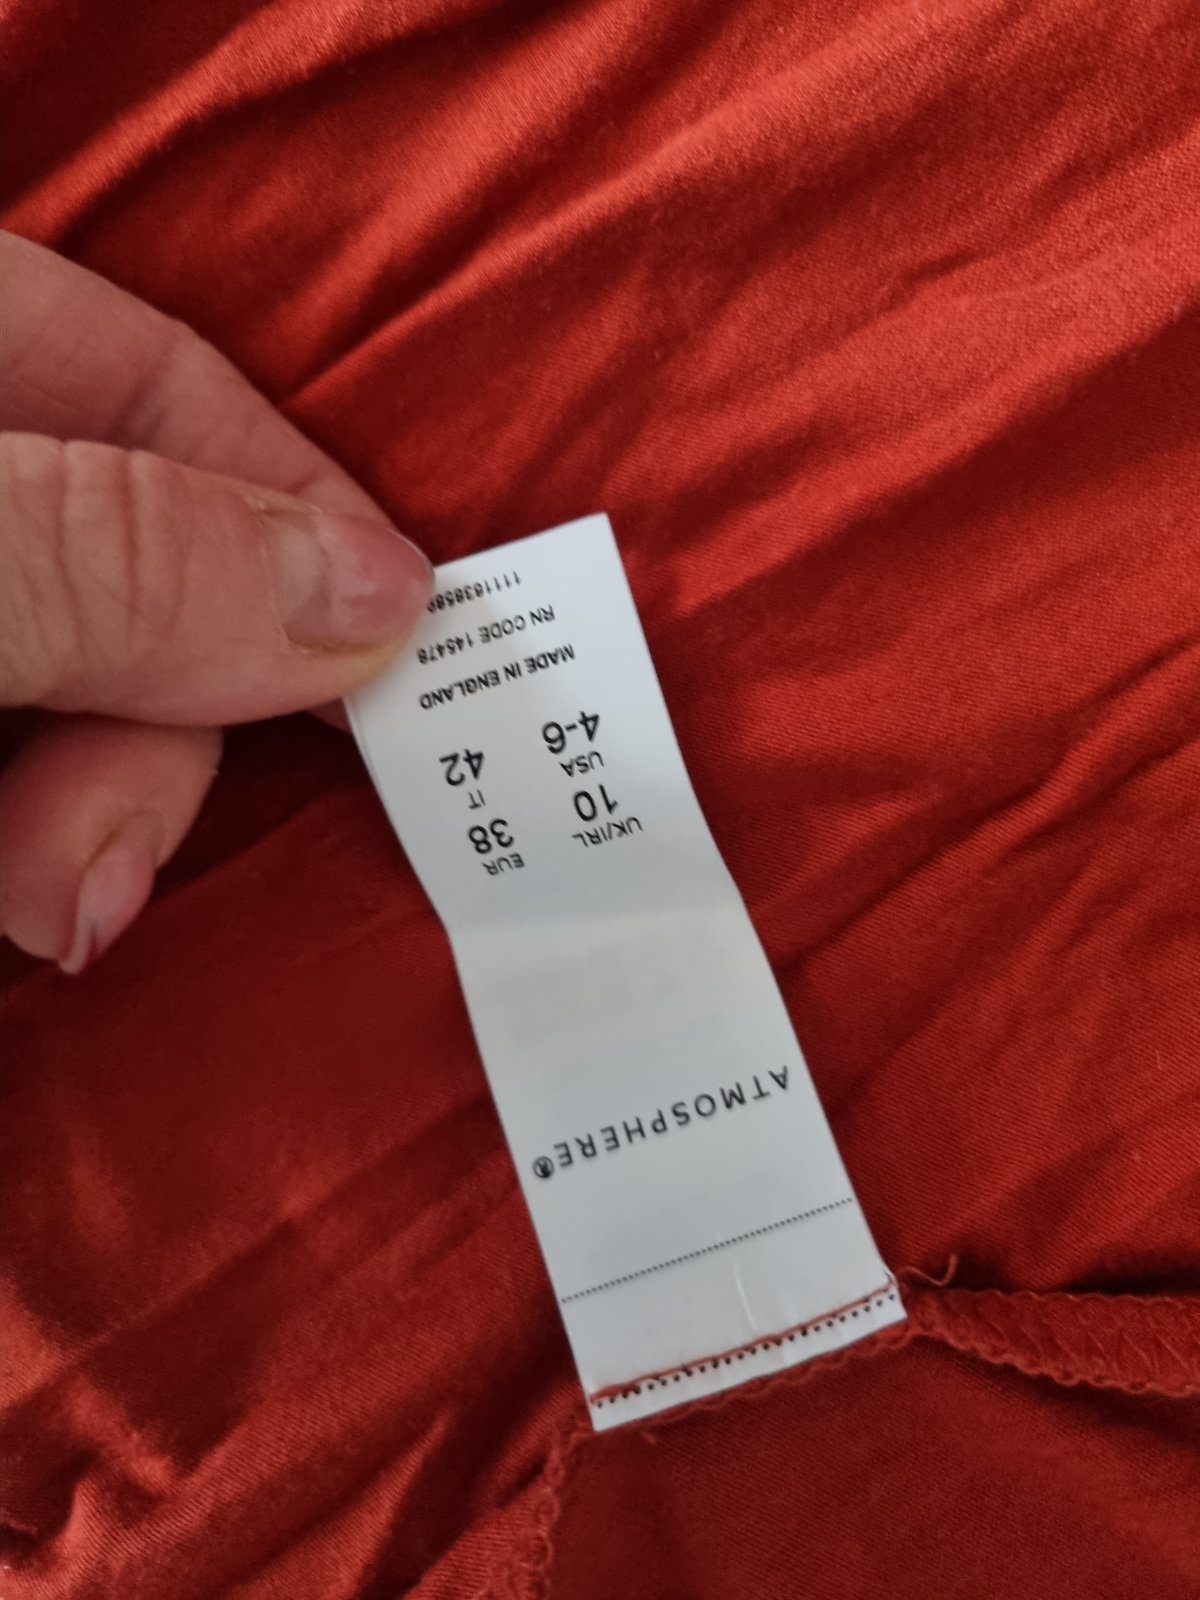 ATMOSPHERE®
UK/IRL EUR
10 38
USA IT
4-6 42
MADE IN ENGLAND
RN CODE 145478